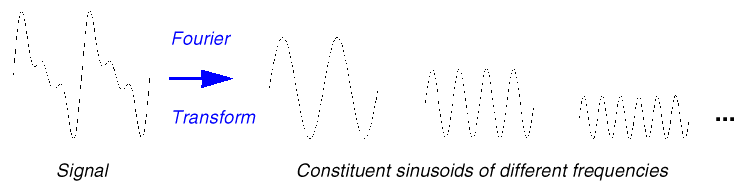 Fourier
Transform
...
Signal
Constituent sinusoids of different frequencies